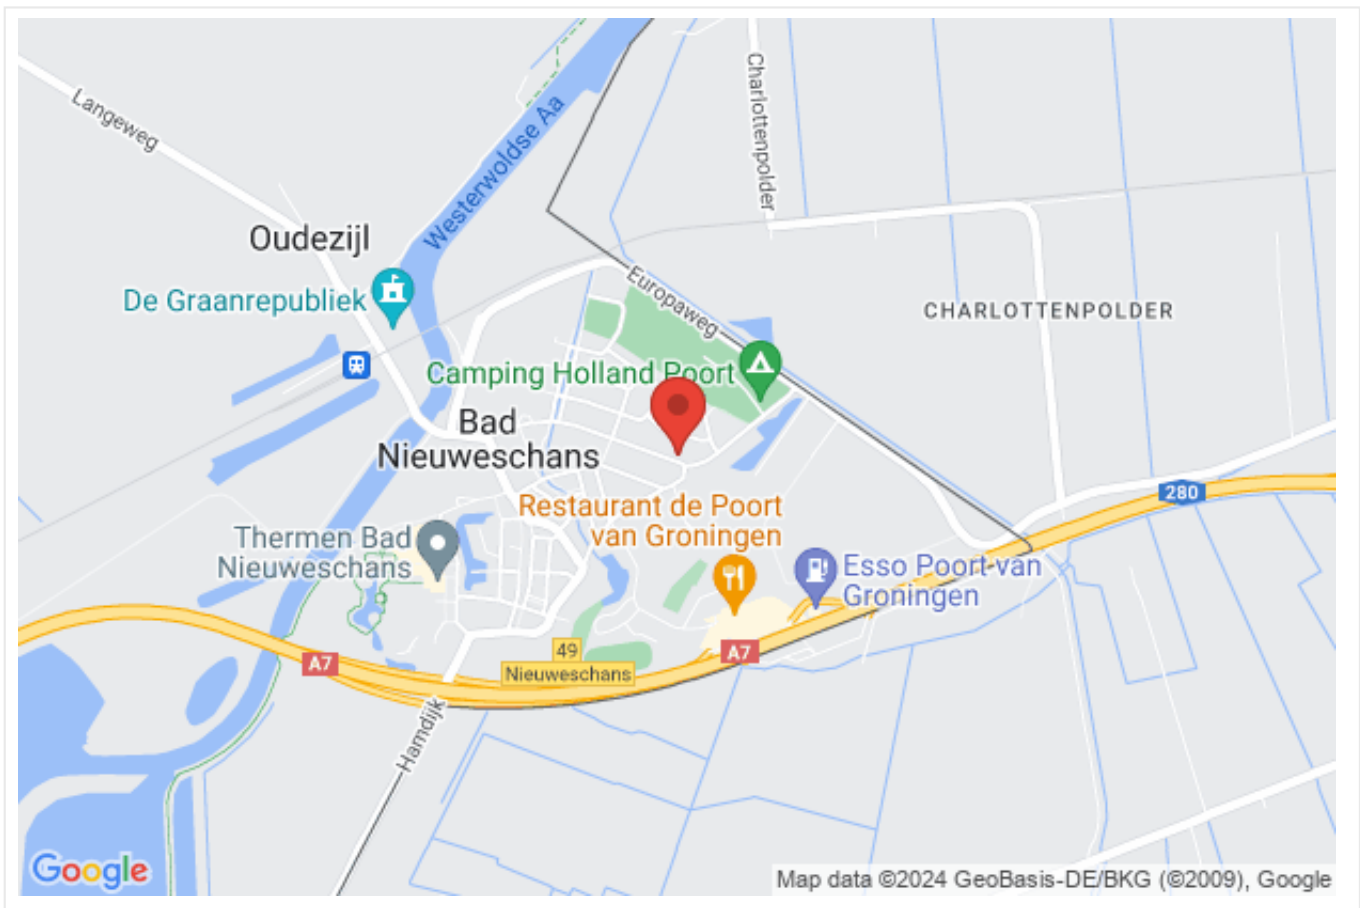 Langeweg
Westerwoldse Aa
Charlottenpolder
Oudezijl
De Graanrepubliek
Europaweg
CHARLOTTENPOLDER
Camping Holland Poort
Bad
Nieuweschans
280
Restaurant de Poort
van Groningen
Thermen Bad
Nieuweschans
Esso Poort van
Groningen
49
Nieuweschans
A7
A7
Hamdijk
Google
Map data ©2024 GeoBasis-DE/BKG (©2009), Google